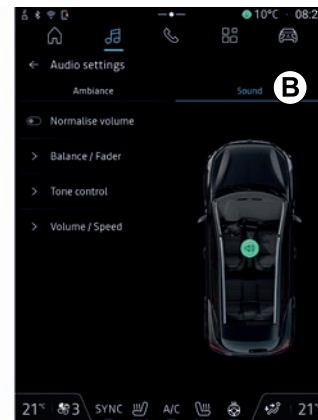 10°C 08:2
Audio settings
Ambiance Sound B
Normalise volume
Balance / Fader
Tone control
Volume / Speed
21°C 3 SYNC A/C 21°